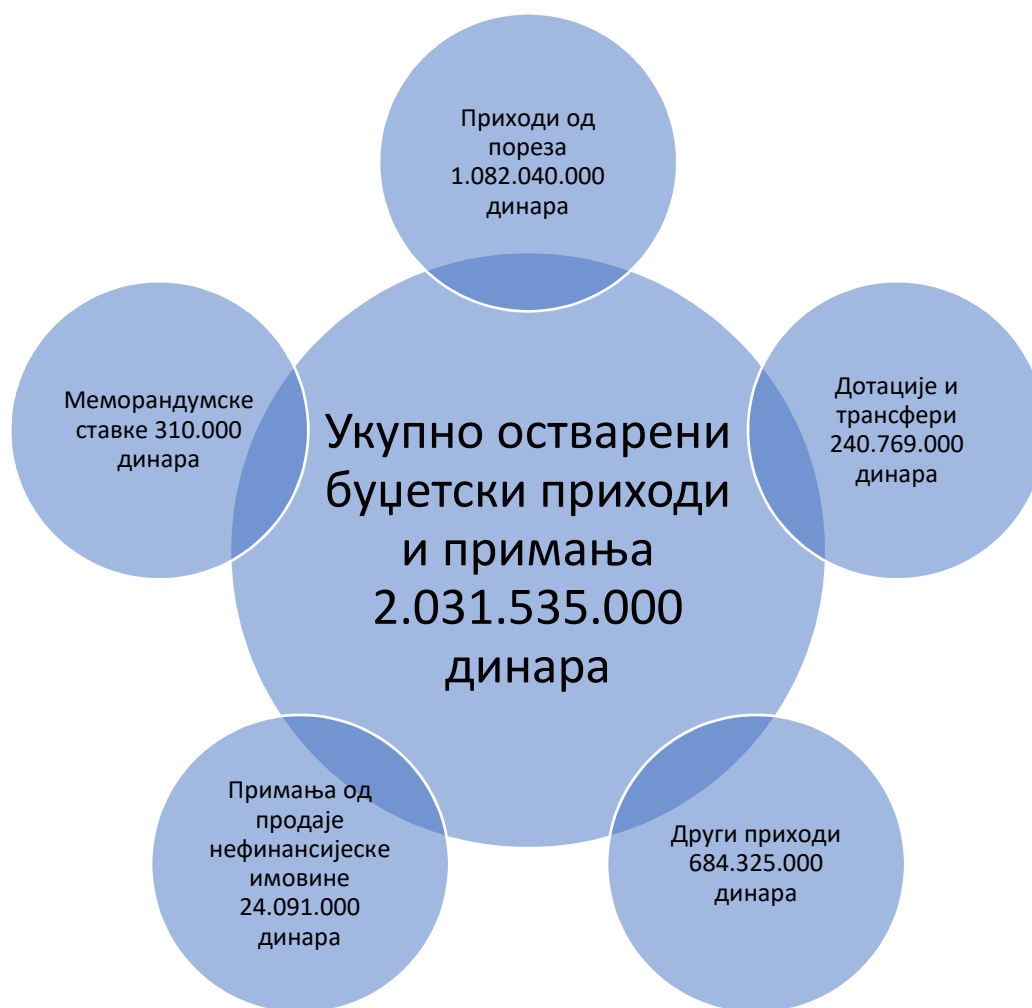 Приходи од
пореза
1.082.040.000
динара
Меморандумске
ставке 310.000
динара
Дотације и
трансфери
240.769.000
динара
Укупно остварени
буџетски приходи
и примања
2.031.535.000
динара
Примања од
продаје
нефинансијеске
имовине
24.091.000
динара
Други приходи
684.325.000
динара